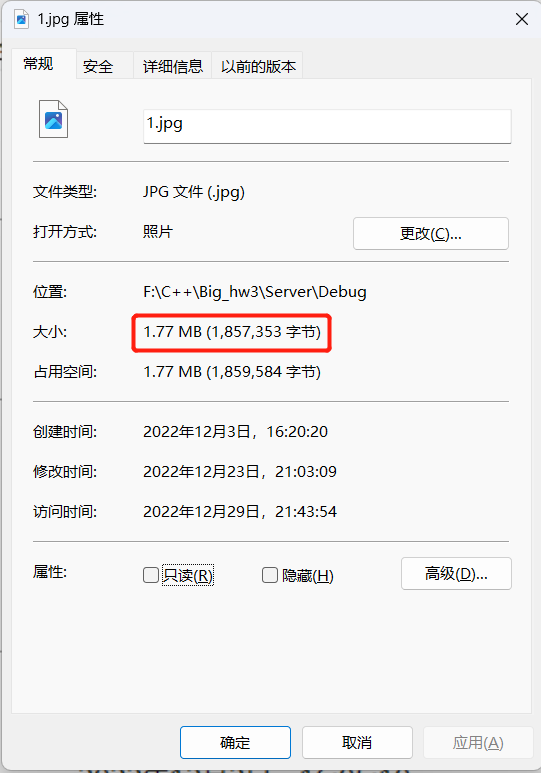 1.jpg 属性
常规 安全 详细信息 以前的版本
1.jpg
文件类型: JPG 文件 (.jpg)
打开方式: 照片 更改(C)...
位置: F:\C++\Big_hw3\Server\Debug
大小: 1.77 MB (1,857,353 字节)
占用空间: 1.77 MB (1,859,584 字节)
创建时间: 2022年12月3日，16:20:20
修改时间: 2022年12月23日，21:03:09
访问时间: 2022年12月29日，21:43:54
属性: 只读(R) 隐藏(H) 高级(D)...
确定 取消 应用(A)